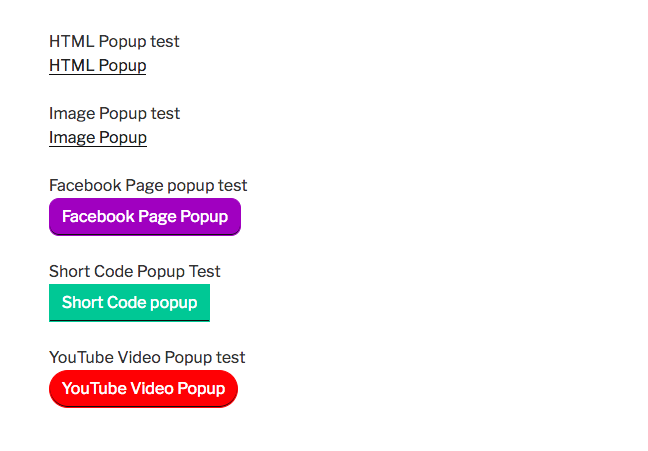 HTML Popup test
HTML Popup
Image Popup test
Image Popup
Facebook Page popup test
Facebook Page Popup
Short Code Popup Test
Short Code popup
YouTube Video Popup test
YouTube Video Popup